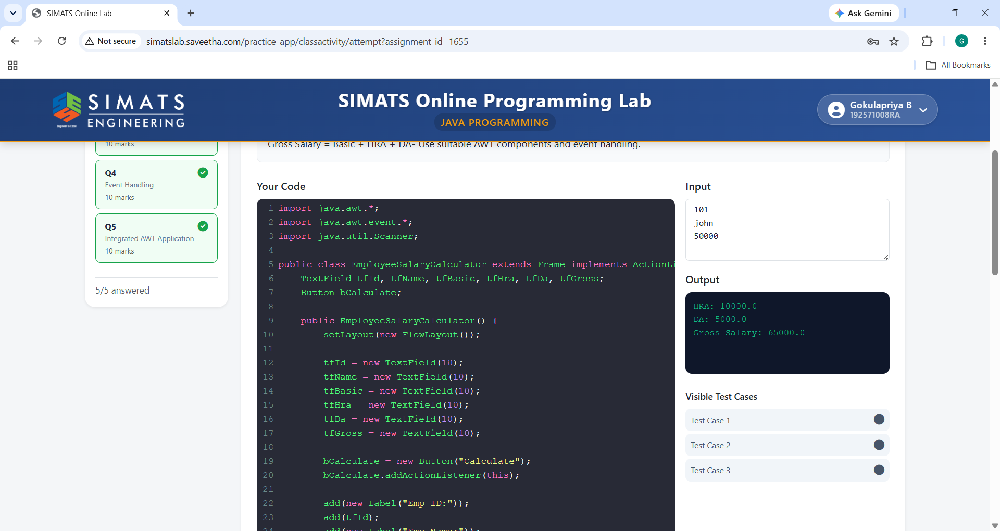 SIMATS Online Lab
Ask Gemini
Not secure
simatslab.saveetha.com/practice_app/classactivity/attempt?assignment_id=1655
G
All Bookmarks
SIMATS
ENGINEERING
Engineer to Excel
SIMATS Online Programming Lab
JAVA PROGRAMMING
Gokulapriya B
192571008RA
10 marks
Q4
Event Handling
10 marks
Q5
Integrated AWT Application
10 marks
5/5 answered
Gross Salary = Basic + HRA + DA- Use suitable AWT components and event handling.
Your Code
1 import java.awt.*;
2 import java.awt.event.*;
3 import java.util.Scanner;
4
5 public class EmployeeSalaryCalculator extends Frame implements ActionLi
6 TextField tfId, tfName, tfBasic, tfHra, tfDa, tfGross;
7 Button bCalculate;
8
9 public EmployeeSalaryCalculator() {
10 setLayout(new FlowLayout());
11
12 tfId = new TextField(10);
13 tfName = new TextField(10);
14 tfBasic = new TextField(10);
15 tfHra = new TextField(10);
16 tfDa = new TextField(10);
17 tfGross = new TextField(10);
18
19 bCalculate = new Button("Calculate");
20 bCalculate.addActionListener(this);
21
22 add(new Label("Emp ID:"));
23 add(tfId);
24 add(new Label("Emp Name:"));
Input
101
john
50000
Output
HRA: 10000.0
DA: 5000.0
Gross Salary: 65000.0
Visible Test Cases
Test Case 1
Test Case 2
Test Case 3